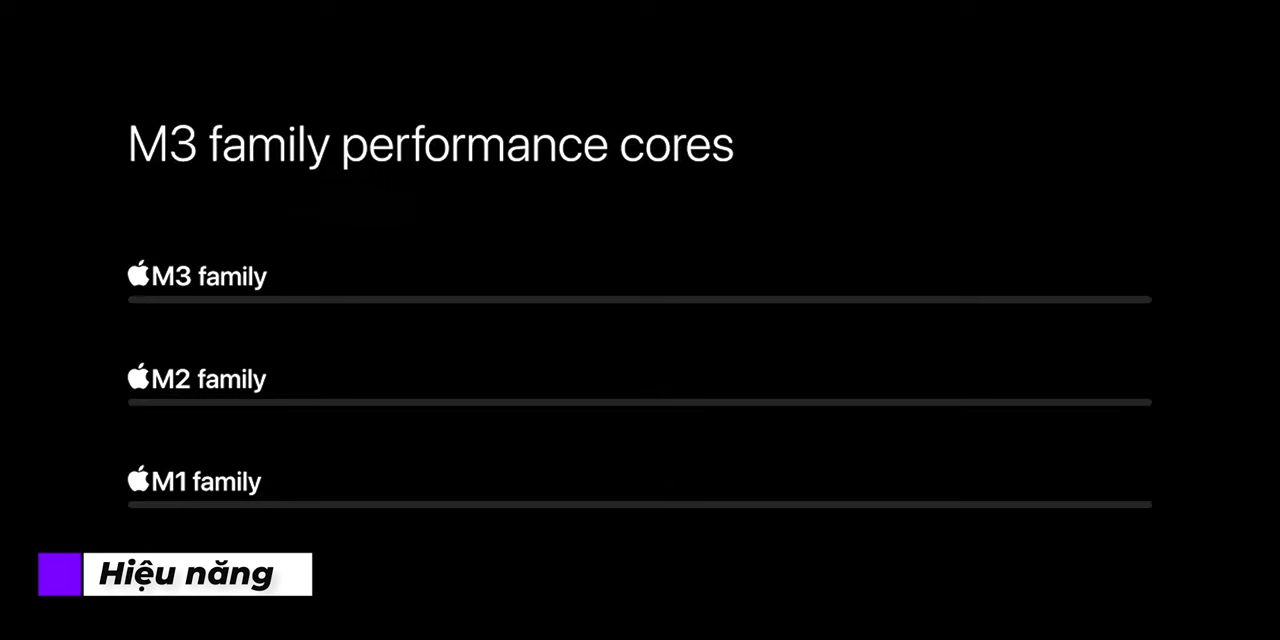 M3 family performance cores
M3 family
M2 family
M1 family
Hiệu năng